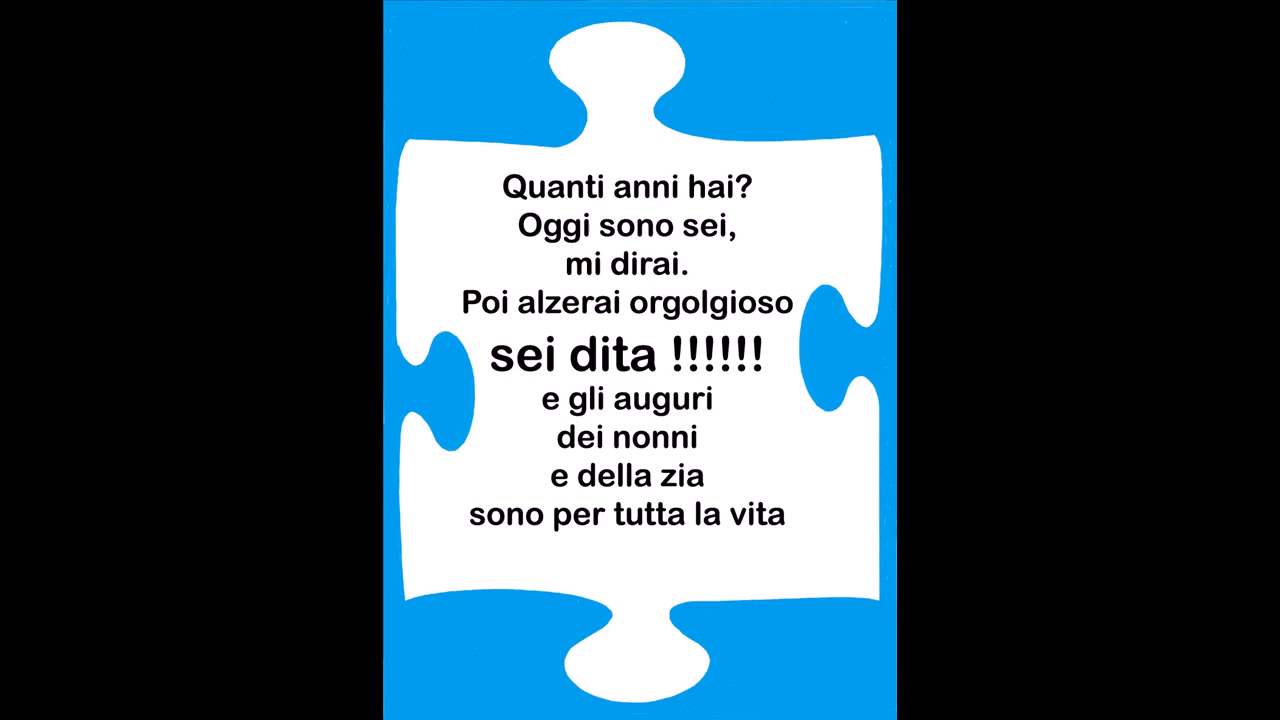 Quanti anni hai?
Oggi sono sei,
mi dirai.
Poi alzerai orgolgioso
sei dita !!!!!!
e gli auguri
dei nonni
e della zia
sono per tutta la vita